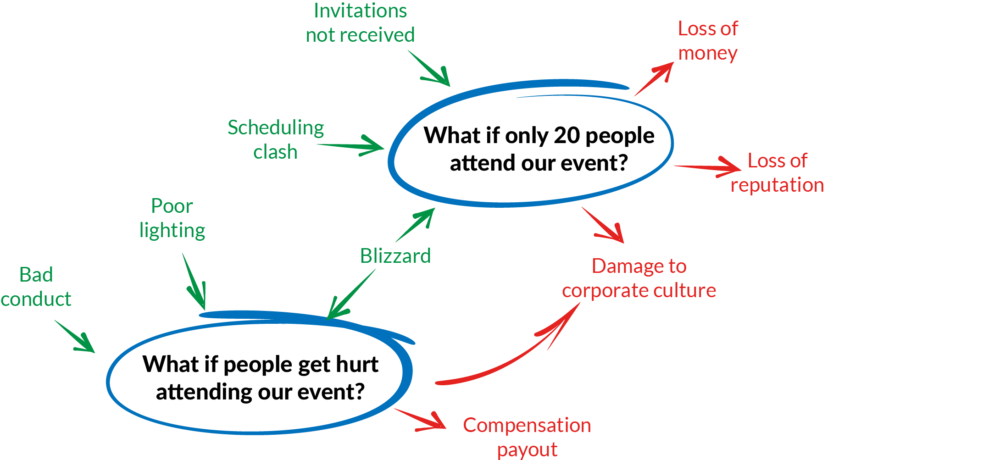 Invitations
not received
Loss of
money
Scheduling
clash
What if only 20 people
attend our event?
Loss of
reputation
Poor
lighting
Blizzard
Damage to
corporate culture
Bad
conduct
What if people get hurt
attending our event?
Compensation
payout